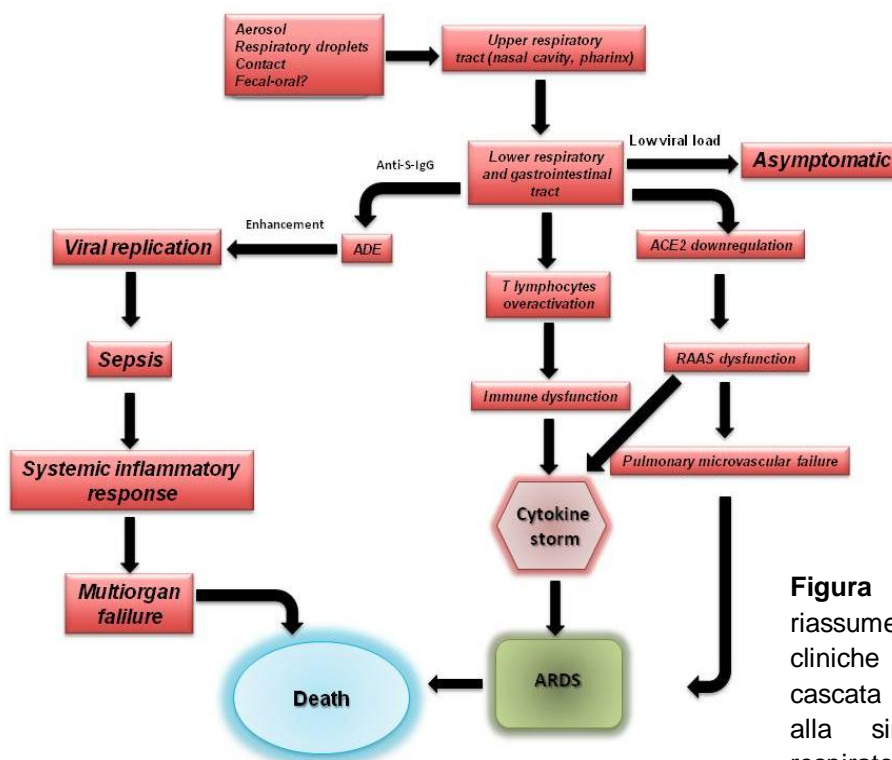 Aerosol
Respiratory droplets
Contact
Fecal-oral?
Upper respiratory
tract (nasal cavity, pharinx)
Lower respiratory
and gastrointestinal
tract
Low viral load
Asymptomatic
Anti-S-IgG
ADE
Enhancement
Viral replication
ACE2 downregulation
T lymphocytes
overactivation
Sepsis
RAAS dysfunction
Immune dysfunction
Systemic inflammatory
response
Pulmonary microvascular failure
Cytokine
storm
Multiorgan
falilure
Death
ARDS
Figura
riassume
cliniche
cascata
alla si